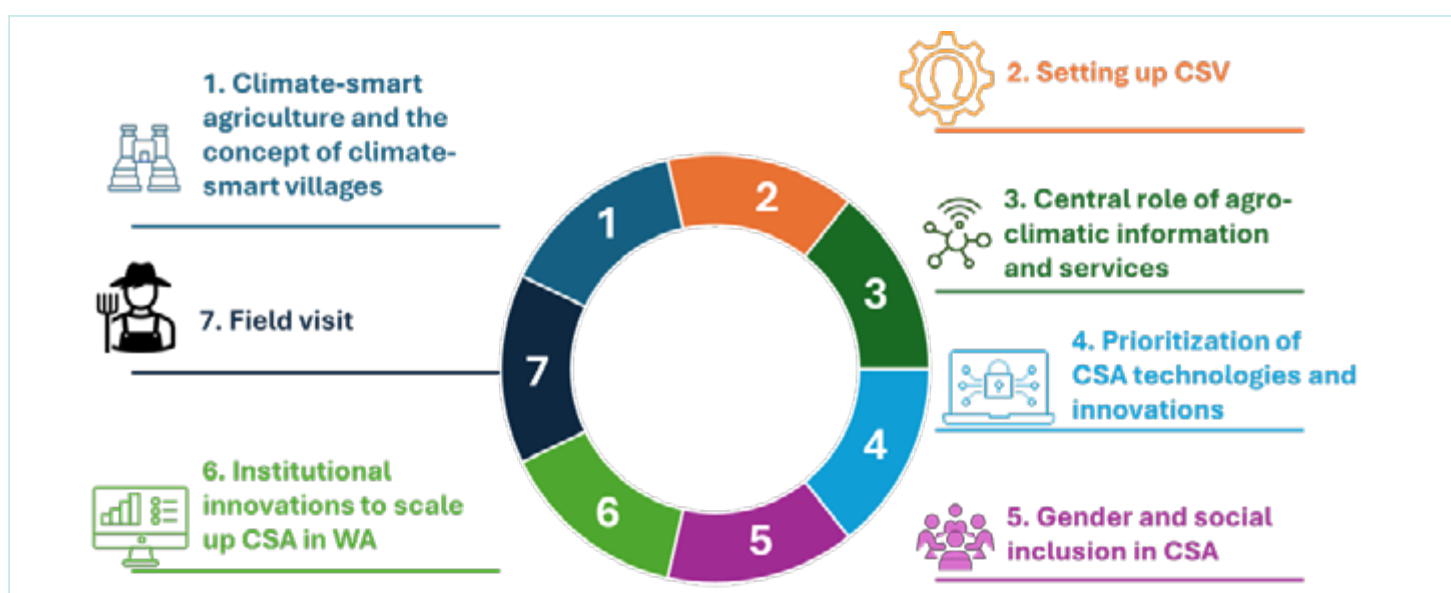 1. Climate-smart
agriculture and the
concept of climate-
smart villages
2. Setting up CSV
3. Central role of agro-
climatic information
and services
4. Prioritization of
CSA technologies and
innovations
5. Gender and social
inclusion in CSA
6. Institutional
innovations to scale
up CSA in WA
7. Field visit
1
2
3
4
5
6
7